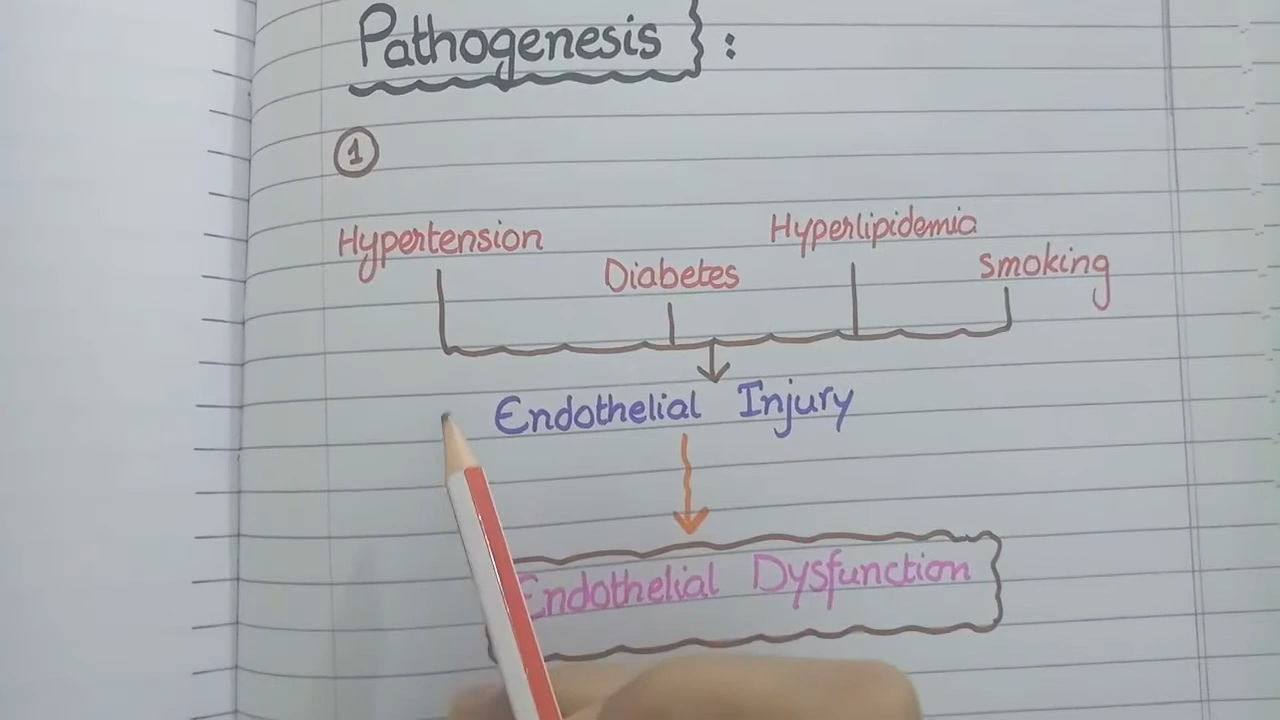 Pathogenesis } :
1
Hypertension
Diabetes
Hyperlipidemia
Smoking
Endothelial Injury
Endothelial Dysfunction